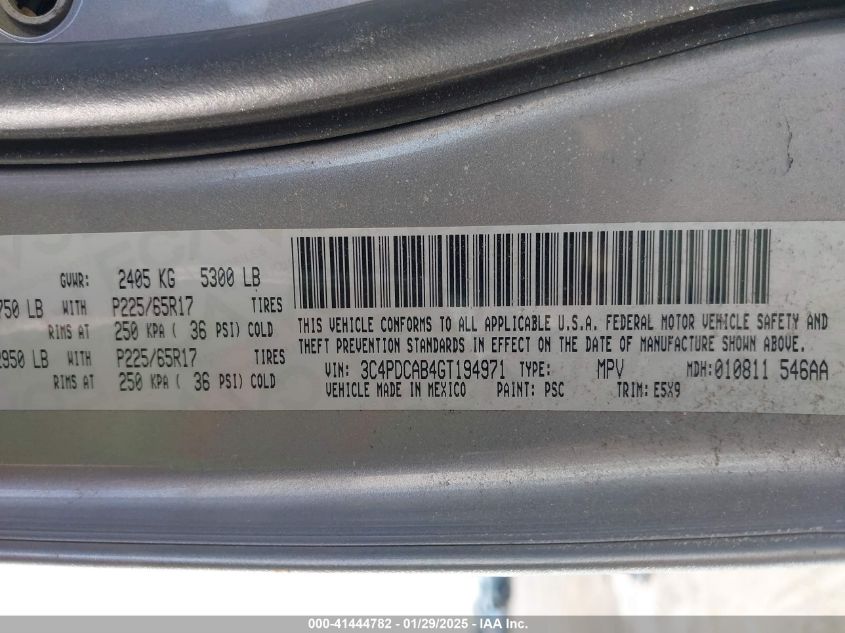 GVWR: 2405 KG 5300 LB
750 LB WITH P225/65R17 TIRES
RIMS AT 250 KPA ( 36 PSI) COLD
2950 LB WITH P225/65R17 TIRES
RIMS AT 250 KPA ( 36 PSI) COLD
THIS VEHICLE CONFORMS TO ALL APPLICABLE U.S.A. FEDERAL MOTOR VEHICLE SAFETY AND
THEFT PREVENTION STANDARDS IN EFFECT ON THE DATE OF MANUFACTURE SHOWN ABOVE.
VIN: 3C4PDCAB4GT194971 TYPE: MPV MDH:010811 546AA
VEHICLE MADE IN MEXICO PAINT: PSC TRIM: E5X9
000-41444782 - 01/29/2025 - IAA Inc.